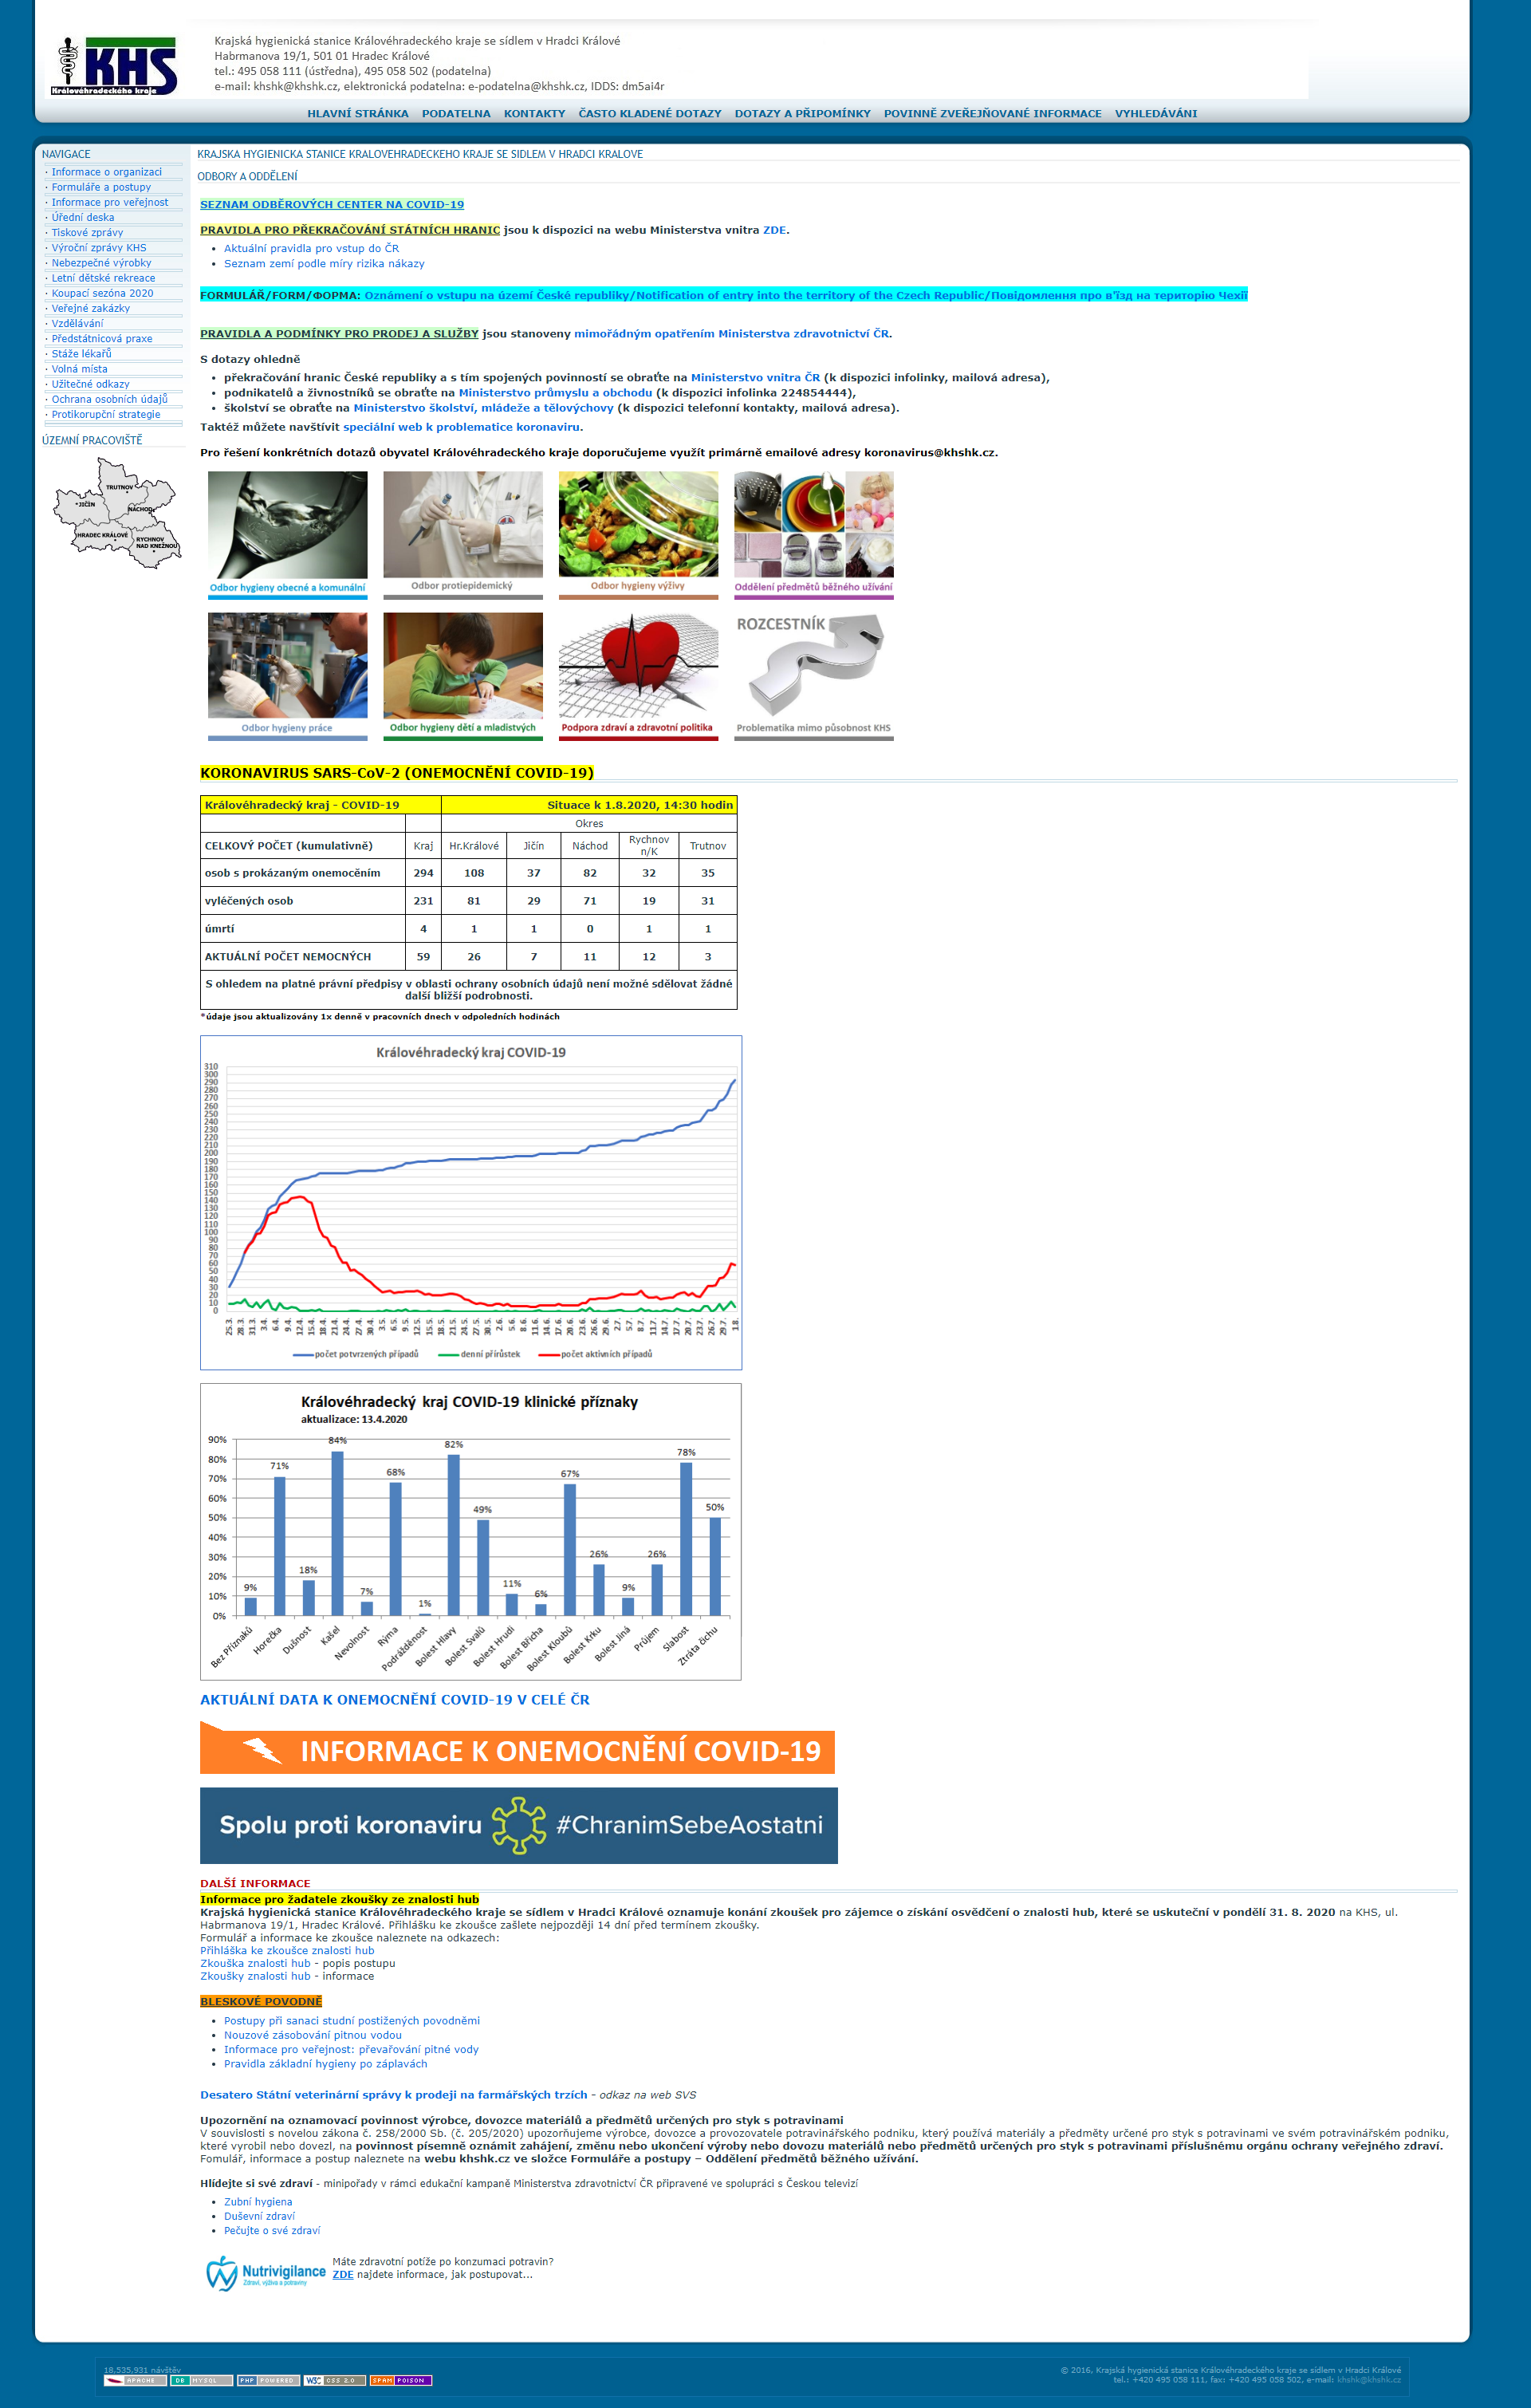 KHS
Královéhradeckého kraje
Krajská hygienická stanice Královéhradeckého kraje se sídlem v Hradci Králové
Habrmanova 19/1, 501 01 Hradec Králové
tel.: 495 058 111 (ústředna), 495 058 502 (podatelna)
e-mail: khshk@khshk.cz, elektronická podatelna: e-podatelna@khshk.cz, IDDS: dm5ai4r
HLAVNÍ STRÁNKA PODATELNA KONTAKTY ČASTO KLADENÉ DOTAZY DOTAZY A PŘIPOMÍNKY POVINNĚ ZVEŘEJŇOVANÉ INFORMACE VYHLEDÁVÁNI
NAVIGACE
· Informace o organizaci
· Formuláře a postupy
· Informace pro veřejnost
· Úřední deska
· Tiskové zprávy
· Výroční zprávy KHS
· Nebezpečné výrobky
· Letní dětské rekreace
· Koupací sezóna 2020
· Veřejné zakázky
· Vzdělávání
· Předstátnicová praxe
· Stáže lékařů
· Volná místa
· Užitečné odkazy
· Ochrana osobních údajů
· Protikorupční strategie
ÚZEMNÍ PRACOVIŠTĚ
TRUTNOV
JIČÍN
NÁCHOD
HRADEC KRÁLOVÉ
RYCHNOV
NAD KNĚŽNOU
KRAJSKA HYGIENICKA STANICE KRALOVEHRADECKEHO KRAJE SE SIDLEM V HRADCI KRALOVE
ODBORY A ODDĚLENÍ
SEZNAM ODBĚROVÝCH CENTER NA COVID-19
PRAVIDLA PRO PŘEKRAČOVÁNÍ STÁTNÍCH HRANIC jsou k dispozici na webu Ministerstva vnitra ZDE.
• Aktuální pravidla pro vstup do ČR
• Seznam zemí podle míry rizika nákazy
FORMULÁŘ/FORM/ФОРМА: Oznámení o vstupu na území České republiky/Notification of entry into the territory of the Czech Republic/Повідомлення про в'їзд на територію Чехії
PRAVIDLA A PODMÍNKY PRO PRODEJ A SLUŽBY jsou stanoveny mimořádným opatřením Ministerstva zdravotnictví ČR.
S dotazy ohledně
• překračování hranic České republiky a s tím spojených povinností se obraťte na Ministerstvo vnitra ČR (k dispozici infolinky, mailová adresa),
• podnikatelů a živnostníků se obraťte na Ministerstvo průmyslu a obchodu (k dispozici infolinka 224854444),
• školství se obraťte na Ministerstvo školství, mládeže a tělovýchovy (k dispozici telefonní kontakty, mailová adresa).
Taktéž můžete navštívit speciální web k problematice koronaviru.
Pro řešení konkrétních dotazů obyvatel Královéhradeckého kraje doporučujeme využít primárně emailové adresy koronavirus@khshk.cz.
Odbor hygieny obecné a komunální
Odbor protiepidemický
Odbor hygieny výživy
Oddělení předmětů běžného užívání
ROZCESTNÍK
Odbor hygieny práce
Odbor hygieny dětí a mladistvých
Podpora zdraví a zdravotní politika
Problematika mimo působnost KHS
KORONAVIRUS SARS-CoV-2 (ONEMOCNĚNÍ COVID-19)
Královéhradecký kraj - COVID-19 Situace k 1.8.2020, 14:30 hodin
Okres
CELKOVÝ POČET (kumulativně) Kraj Hr.Králové Jičín Náchod Rychnov n/K Trutnov
osob s prokázaným onemocěním 294 108 37 82 32 35
vyléčených osob 231 81 29 71 19 31
úmrtí 4 1 1 0 1 1
AKTUÁLNÍ POČET NEMOCNÝCH 59 26 7 11 12 3
S ohledem na platné právní předpisy v oblasti ochrany osobních údajů není možné sdělovat žádné
další bližší podrobnosti.
*údaje jsou aktualizovány 1x denně v pracovních dnech v odpoledních hodinách
Královéhradecký kraj COVID-19
310
300
290
280
270
260
250
240
230
220
210
200
190
180
170
160
150
140
130
120
110
100
90
80
70
60
50
40
30
20
10
0
25.3. 28.3. 31.3. 3.4. 6.4. 9.4. 12.4. 15.4. 18.4. 21.4. 24.4. 27.4. 30.4. 3.5. 6.5. 9.5. 12.5. 15.5. 18.5. 21.5. 24.5. 27.5. 30.5. 2.6. 5.6. 8.6. 11.6. 14.6. 17.6. 20.6. 23.6. 26.6. 29.6. 2.7. 5.7. 8.7. 11.7. 14.7. 17.7. 20.7. 23.7. 26.7. 29.7. 1.8.
počet potvrzených případů denní přírůstek počet aktivních případů
Královéhradecký kraj COVID-19 klinické příznaky
aktualizace: 13.4.2020
90%
80%
70%
60%
50%
40%
30%
20%
10%
0%
9% 71% 18% 84% 7% 68% 1% 82% 49% 11% 6% 67% 26% 9% 26% 78% 50%
Bez Příznaků Horečka Dušnost Kašel Nevolnost Rýma Podrážděnost Bolest Hlavy Bolest Svalů Bolest Hrudi Bolest Břicha Bolest Kloubů Bolest Krku Bolest Jiná Průjem Slabost Ztráta čichu
AKTUÁLNÍ DATA K ONEMOCNĚNÍ COVID-19 V CELÉ ČR
INFORMACE K ONEMOCNĚNÍ COVID-19
Spolu proti koronaviru #ChranimSebeAostatni
DALŠÍ INFORMACE
Informace pro žadatele zkoušky ze znalosti hub
Krajská hygienická stanice Královéhradeckého kraje se sídlem v Hradci Králové oznamuje konání zkoušek pro zájemce o získání osvědčení o znalosti hub, které se uskuteční v pondělí 31. 8. 2020 na KHS, ul.
Habrmanova 19/1, Hradec Králové. Přihlášku ke zkoušce zašlete nejpozději 14 dní před termínem zkoušky.
Formulář a informace ke zkoušce naleznete na odkazech:
Přihláška ke zkoušce znalosti hub
Zkouška znalosti hub - popis postupu
Zkoušky znalosti hub - informace
BLESKOVÉ POVODNĚ
• Postupy při sanaci studní postižených povodněmi
• Nouzové zásobování pitnou vodou
• Informace pro veřejnost: převařování pitné vody
• Pravidla základní hygieny po záplavách
Desatero Státní veterinární správy k prodeji na farmářských trzích - odkaz na web SVS
Upozornění na oznamovací povinnost výrobce, dovozce materiálů a předmětů určených pro styk s potravinami
V souvislosti s novelou zákona č. 258/2000 Sb. (č. 205/2020) upozorňujeme výrobce, dovozce a provozovatele potravinářského podniku, který používá materiály a předměty určené pro styk s potravinami ve svém potravinářském podniku,
které vyrobil nebo dovezl, na povinnost písemně oznámit zahájení, změnu nebo ukončení výroby nebo dovozu materiálů nebo předmětů určených pro styk s potravinami příslušnému orgánu ochrany veřejného zdraví.
Fomulář, informace a postup naleznete na webu khshk.cz ve složce Formuláře a postupy – Oddělení předmětů běžného užívání.
Hlídejte si své zdraví - minipořady v rámci edukační kampaně Ministerstva zdravotnictví ČR připravené ve spolupráci s Českou televizí
• Zubní hygiena
• Duševní zdraví
• Pečujte o své zdraví
Nutrivigilance
Zdraví, výživa a potraviny
Máte zdravotní potíže po konzumaci potravin?
ZDE najdete informace, jak postupovat...
18,535,931 návštěv
APACHE DB MYSQL PHP POWERED W3C CSS 2.0 SPAM POISON
© 2016, Krajská hygienická stanice Královéhradeckého kraje se sídlem v Hradci Králové
tel.: +420 495 058 111, fax: +420 495 058 502, e-mail: khshk@khshk.cz